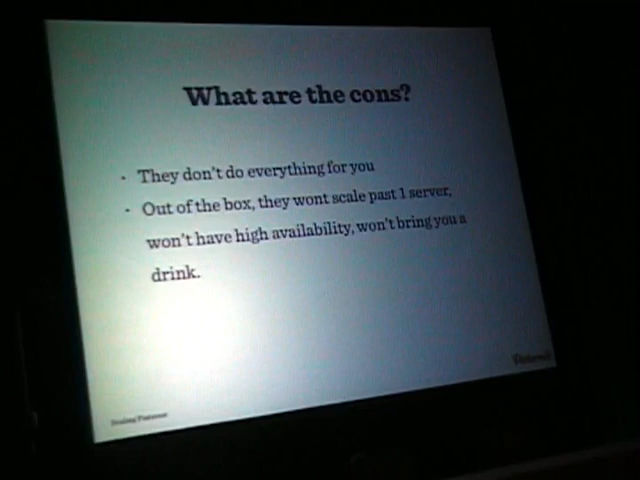 What are the cons?
· They don't do everything for you
· Out of the box, they wont scale past 1 server,
won't have high availability, won't bring you a
drink.
Pinterest